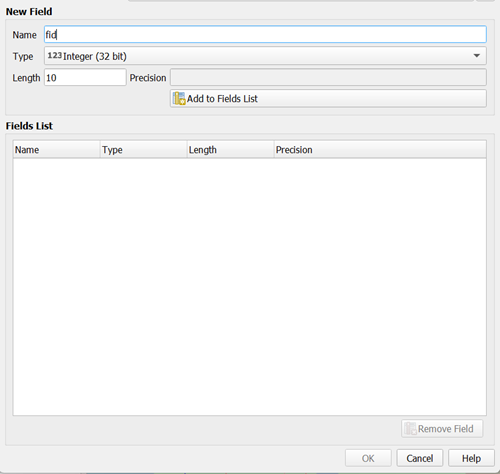 New Field
Name fid
Type 123 Integer (32 bit)
Length 10 Precision
Add to Fields List
Fields List
Name Type Length Precision
Remove Field
OK Cancel Help